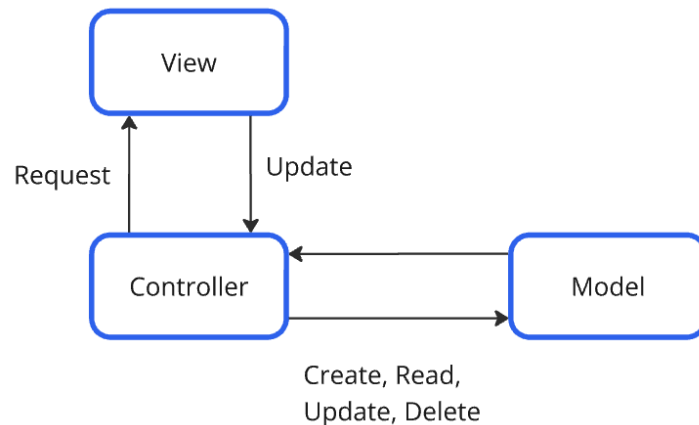 View
Request
Update
Controller
Model
Create, Read,
Update, Delete